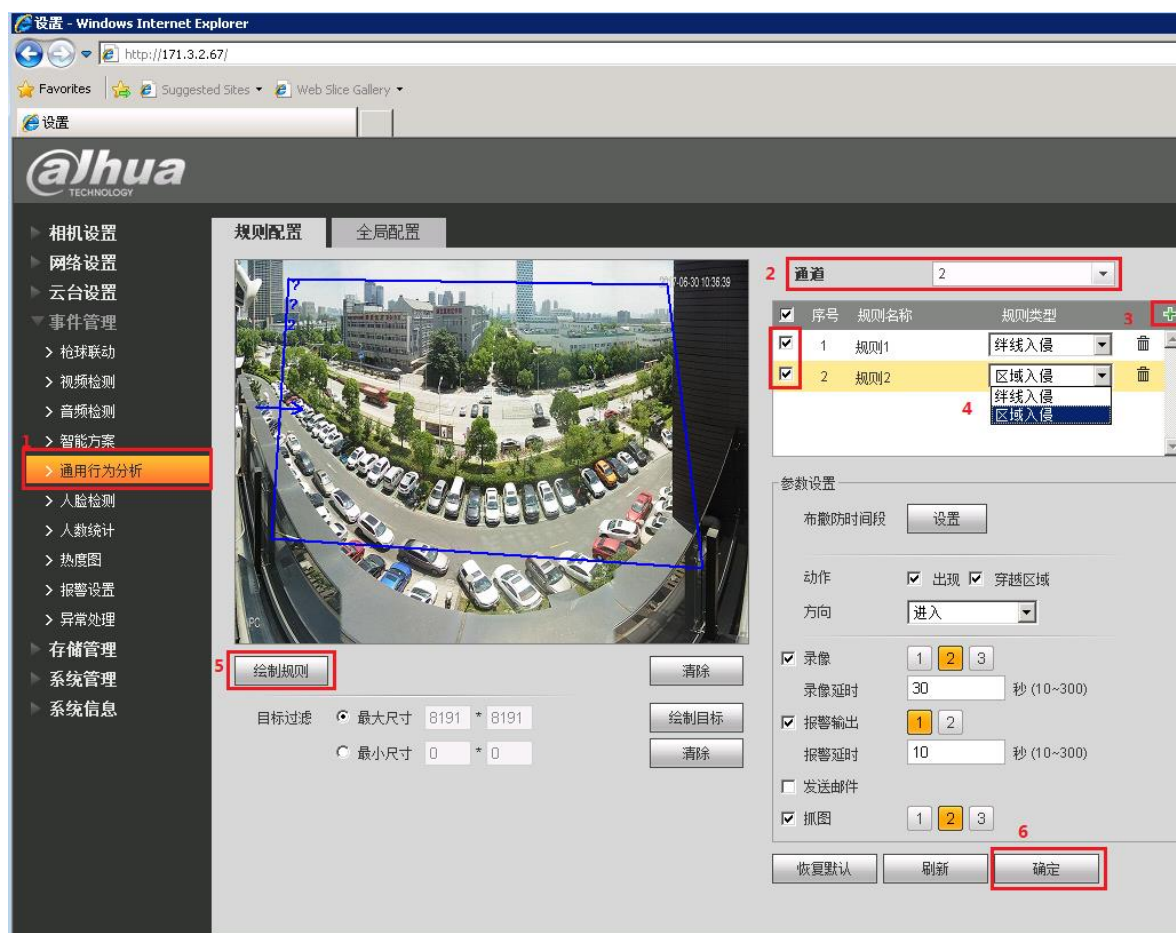 设置 - Windows Internet Explorer
http://171.3.2.67/
Favorites Suggested Sites Web Slice Gallery
设置
alhua
TECHNOLOGY
相机设置
网络设置
云台设置
事件管理
枪球联动
视频检测
音频检测
智能方案
1
通用行为分析
人脸检测
人数统计
热度图
报警设置
异常处理
存储管理
系统管理
系统信息
规则配置 全局配置
06-30 10:36:39
?
?
2
IPC
5 绘制规则 清除
目标过滤 最大尺寸 8191 * 8191 绘制目标
最小尺寸 0 * 0 清除
2 通道 2
序号 规则名称 规则类型 3
1 规则1 绊线入侵
2 规则2 区域入侵
4 绊线入侵
区域入侵
参数设置
布撤防时间段 设置
动作 出现 穿越区域
方向 进入
录像 1 2 3
录像延时 30 秒 (10~300)
报警输出 1 2
报警延时 10 秒 (10~300)
发送邮件
抓图 1 2 3
6
恢复默认 刷新 确定